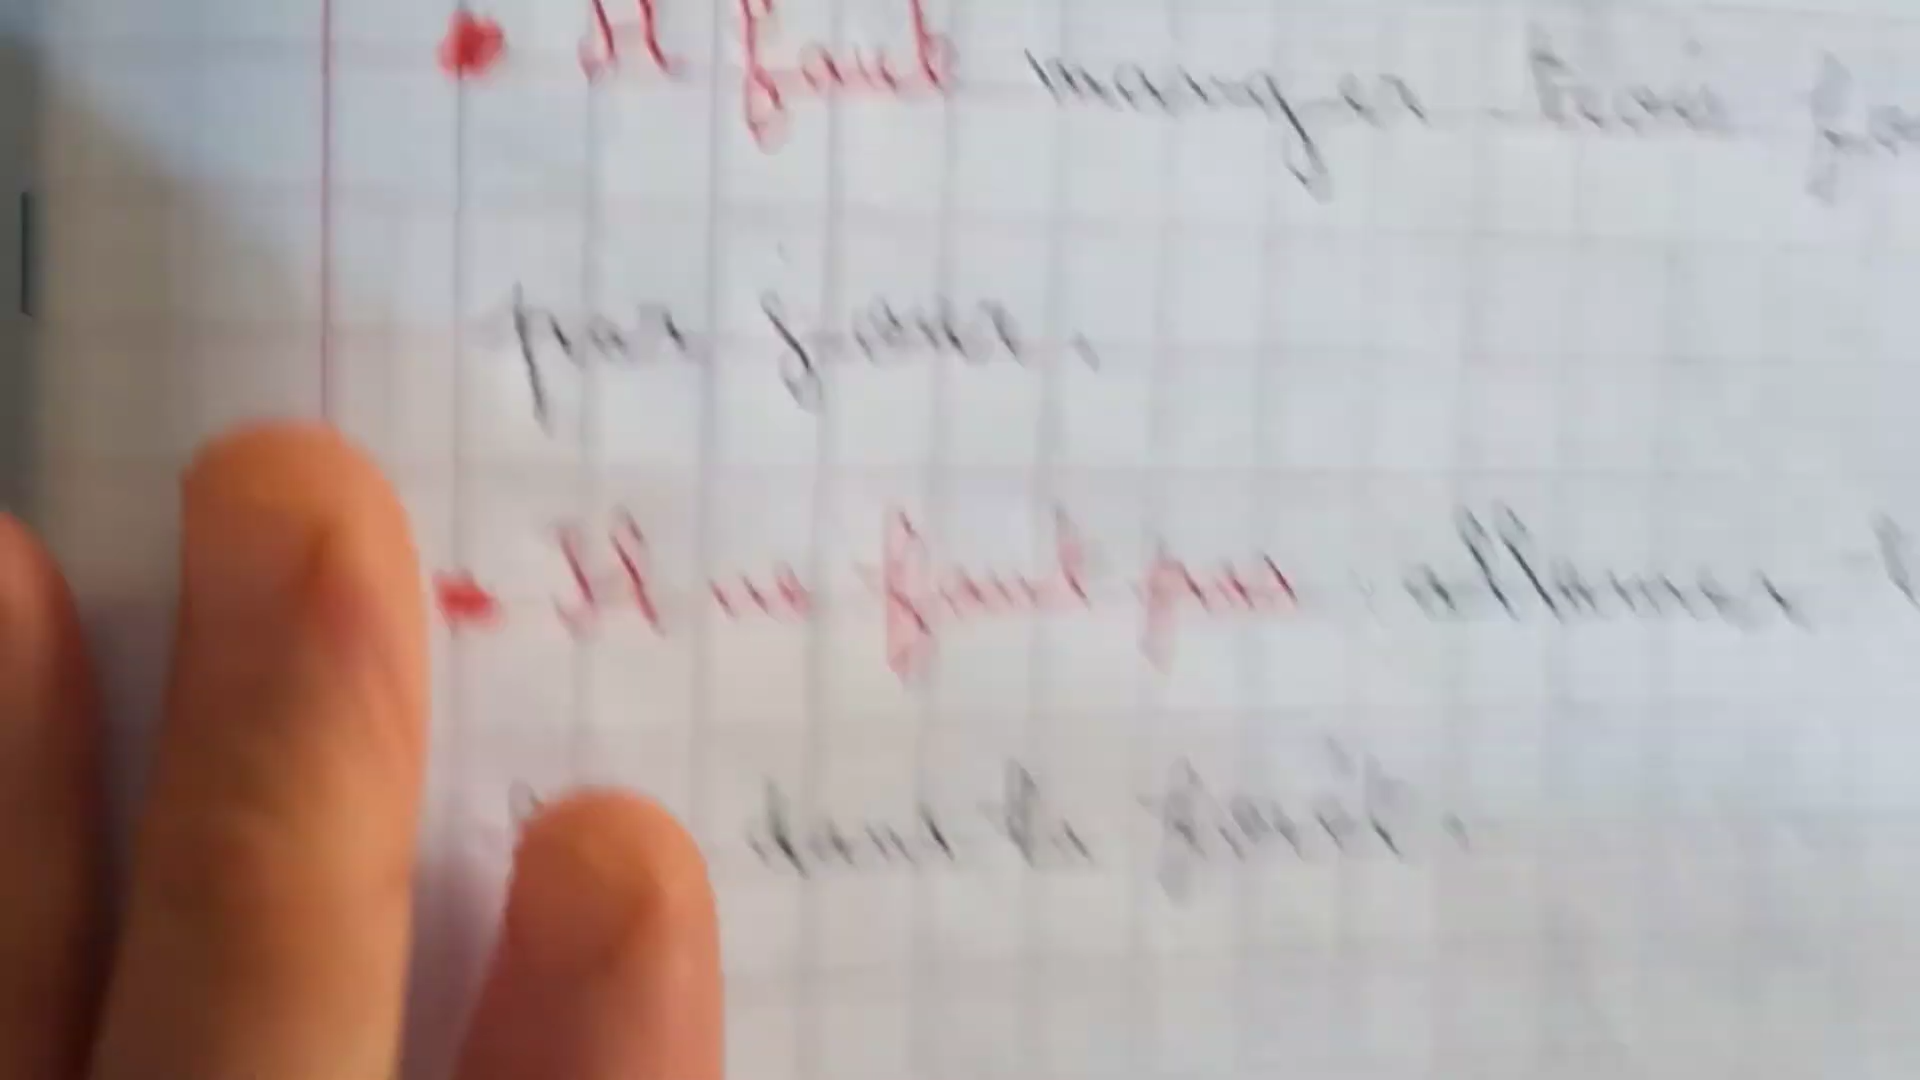 Il faut manger trois
par jour.
Il ne faut pas allumer
dans la forêt.